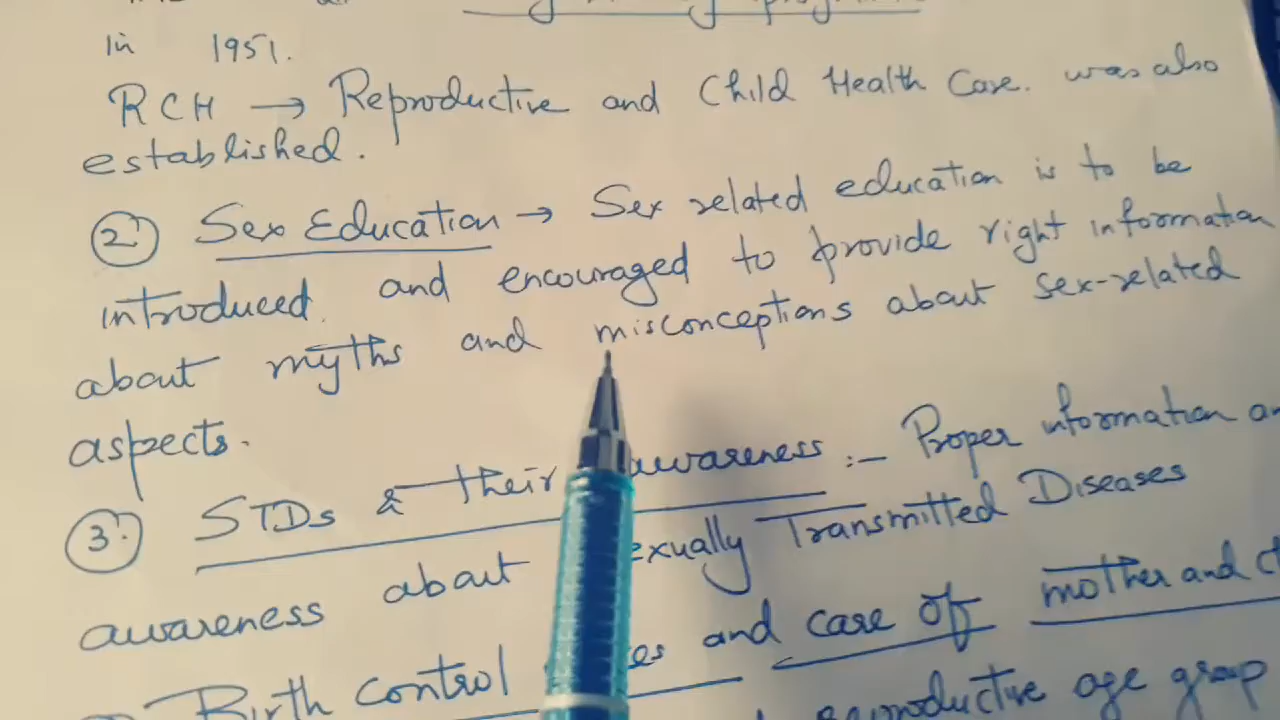 in 1951.
RCH → Reproductive and Child Health Care. was also
established.
② Sex Education → Sex related education is to be
introduced and encouraged to provide right information
about myths and misconceptions about sex-related
aspects.
③ STDs & their awareness :- Proper information
awareness about exually Transmitted Diseases
Birth control and care of mother and
age group